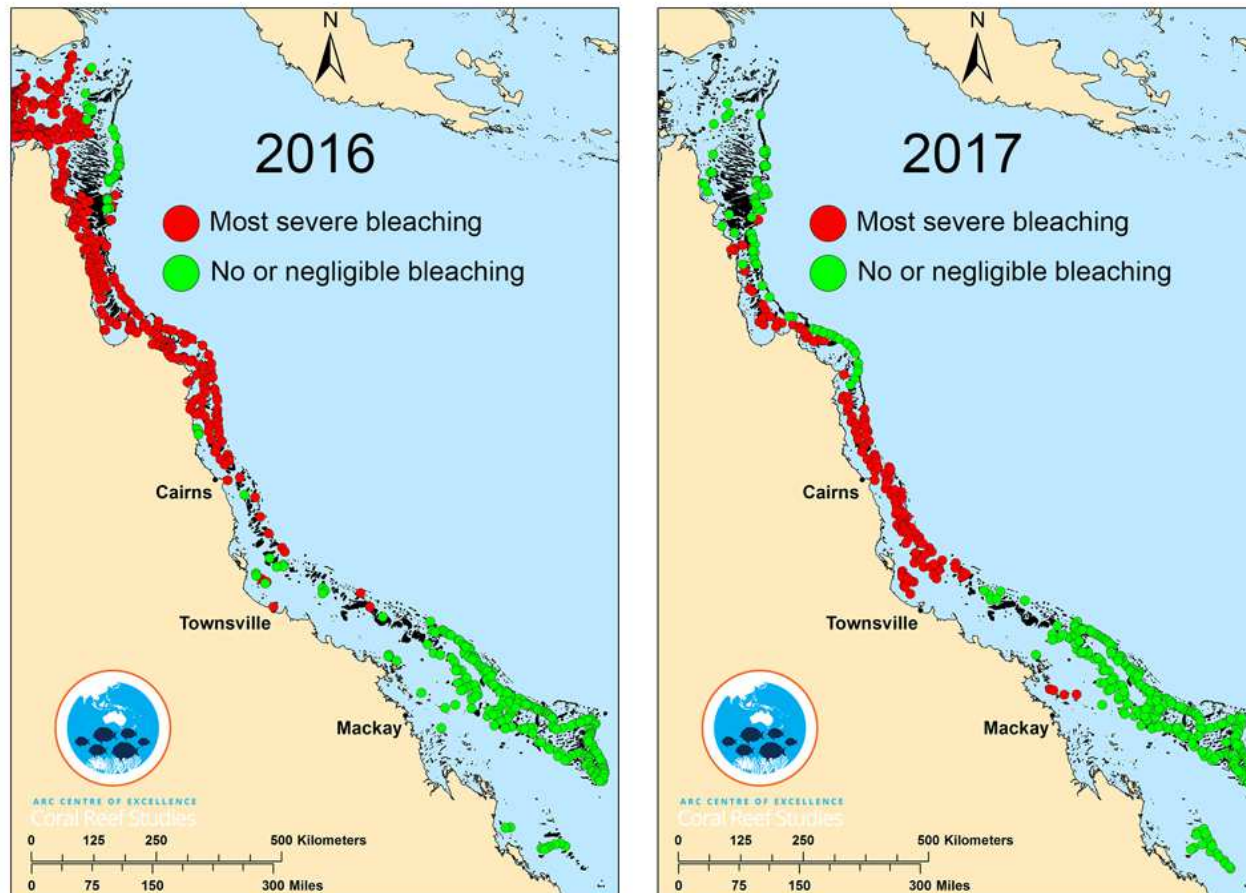 N
2016
Most severe bleaching
No or negligible bleaching
Cairns
Townsville
Mackay
ARC CENTRE OF EXCELLENCE
Coral Reef Studies
0 125 250 500 Kilometers
0 75 150 300 Miles
N
2017
Most severe bleaching
No or negligible bleaching
Cairns
Townsville
Mackay
ARC CENTRE OF EXCELLENCE
Coral Reef Studies
0 125 250 500 Kilometers
0 75 150 300 Miles